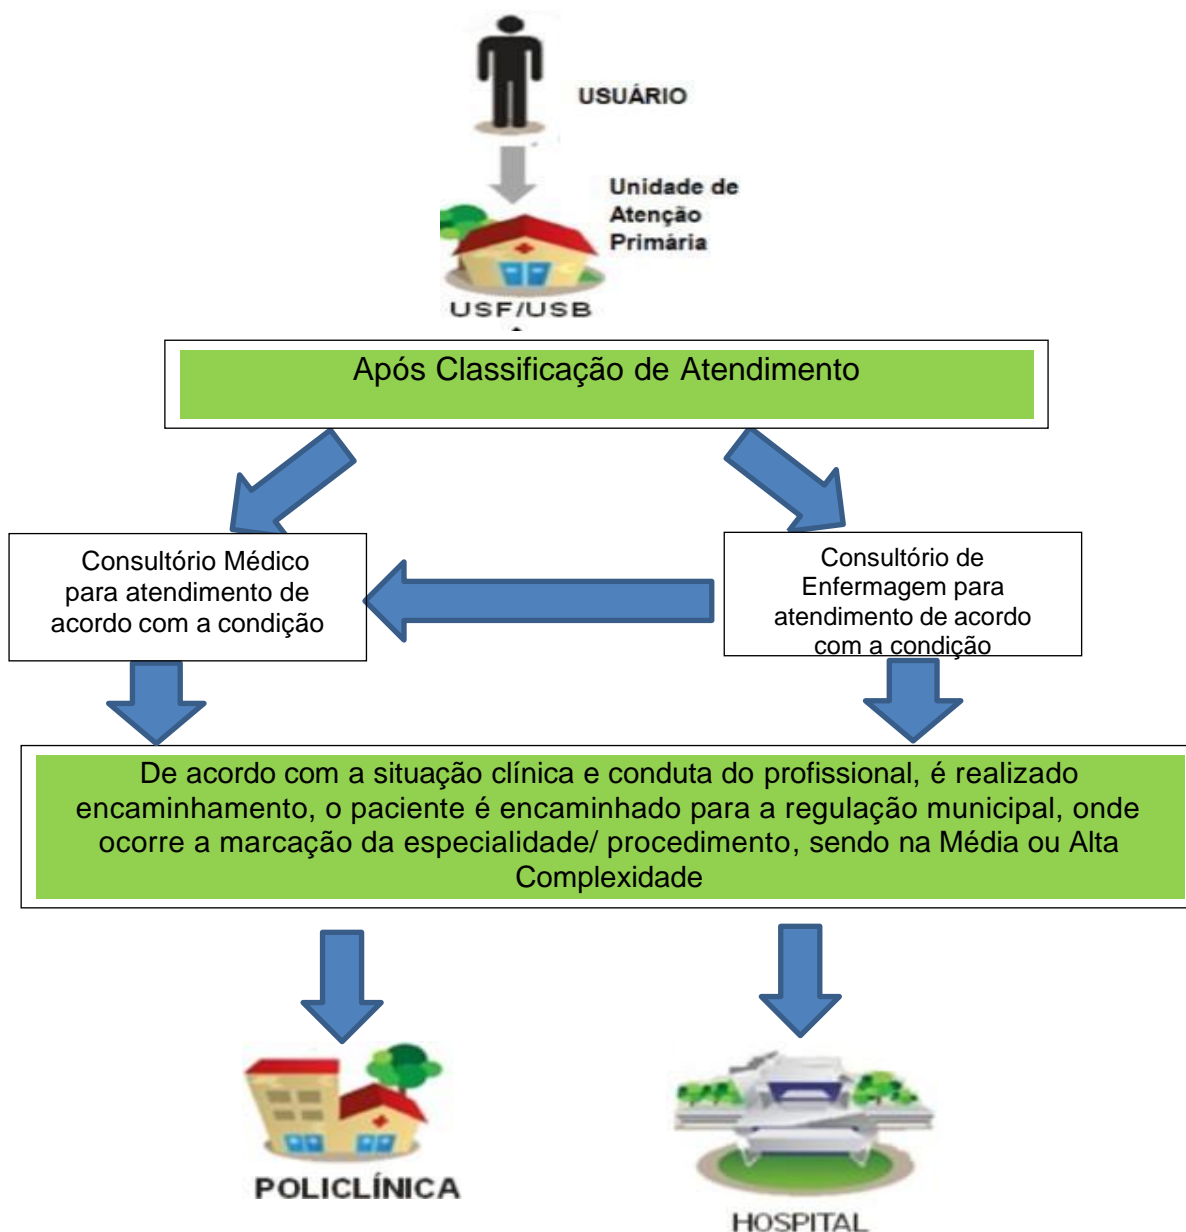 USUÁRIO
Unidade de
Atenção
Primária
USF/USB
Após Classificação de Atendimento
Consultório Médico
para atendimento de
acordo com a condição
Consultório de
Enfermagem para
atendimento de acordo
com a condição
De acordo com a situação clínica e conduta do profissional, é realizado
encaminhamento, o paciente é encaminhado para a regulação municipal, onde
ocorre a marcação da especialidade/ procedimento, sendo na Média ou Alta
Complexidade
POLICLÍNICA
HOSPITAL